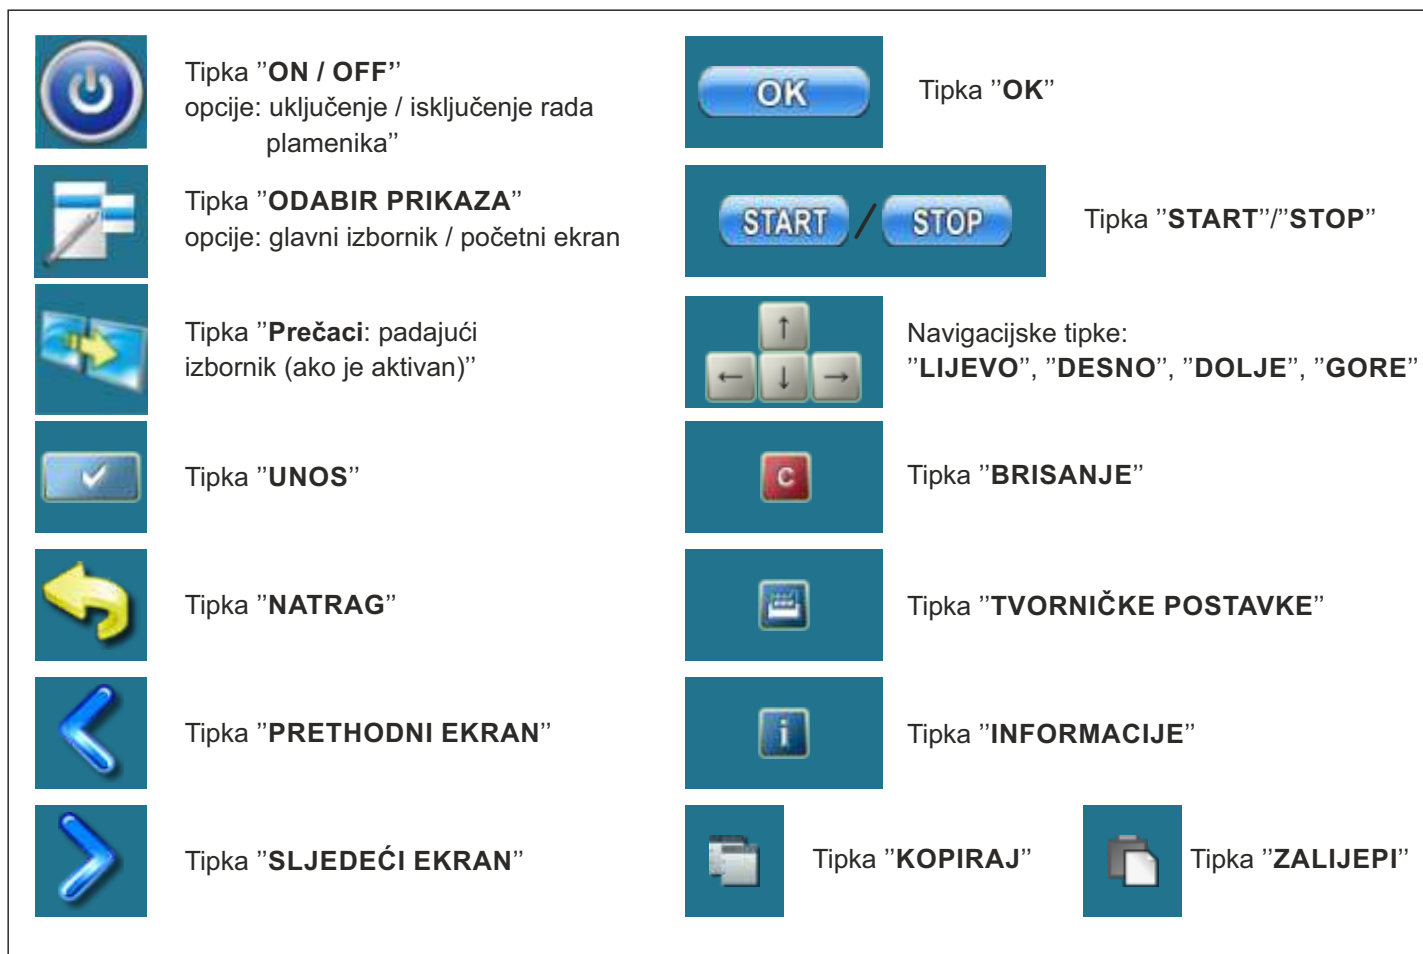 Tipka ’’ON / OFF’’
opcije: uključenje / isključenje rada
plamenika’’
Tipka ’’ODABIR PRIKAZA’’
opcije: glavni izbornik / početni ekran
Tipka ’’Prečaci: padajući
izbornik (ako je aktivan)’’
Tipka ’’UNOS’’
Tipka ’’NATRAG’’
Tipka ’’PRETHODNI EKRAN’’
Tipka ’’SLJEDEĆI EKRAN’’
OK
Tipka ’’OK’’
START / STOP
Tipka ’’START’’/’’STOP’’
Navigacijske tipke:
’’LIJEVO’’, ’’DESNO’’, ’’DOLJE’’, ’’GORE’’
C
Tipka ’’BRISANJE’’
Tipka ’’TVORNIČKE POSTAVKE’’
i
Tipka ’’INFORMACIJE’’
Tipka ’’KOPIRAJ’’
Tipka ’’ZALIJEPI’’